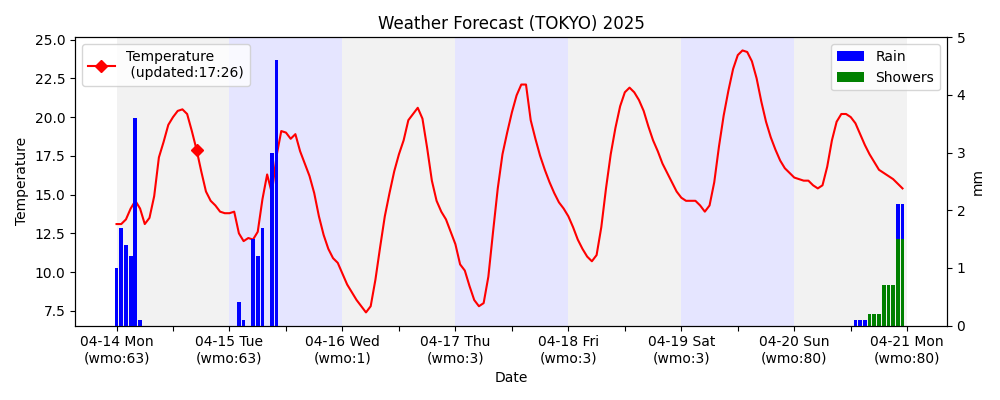 Weather Forecast (TOKYO) 2025
Temperature
(updated:17:26)
Rain
Showers
25.0
22.5
20.0
17.5
15.0
12.5
10.0
7.5
Temperature
5
4
3
2
1
0
mm
04-14 Mon
(wmo:63)
04-15 Tue
(wmo:63)
04-16 Wed
(wmo:1)
04-17 Thu
(wmo:3)
04-18 Fri
(wmo:3)
04-19 Sat
(wmo:3)
04-20 Sun
(wmo:80)
04-21 Mon
(wmo:80)
Date